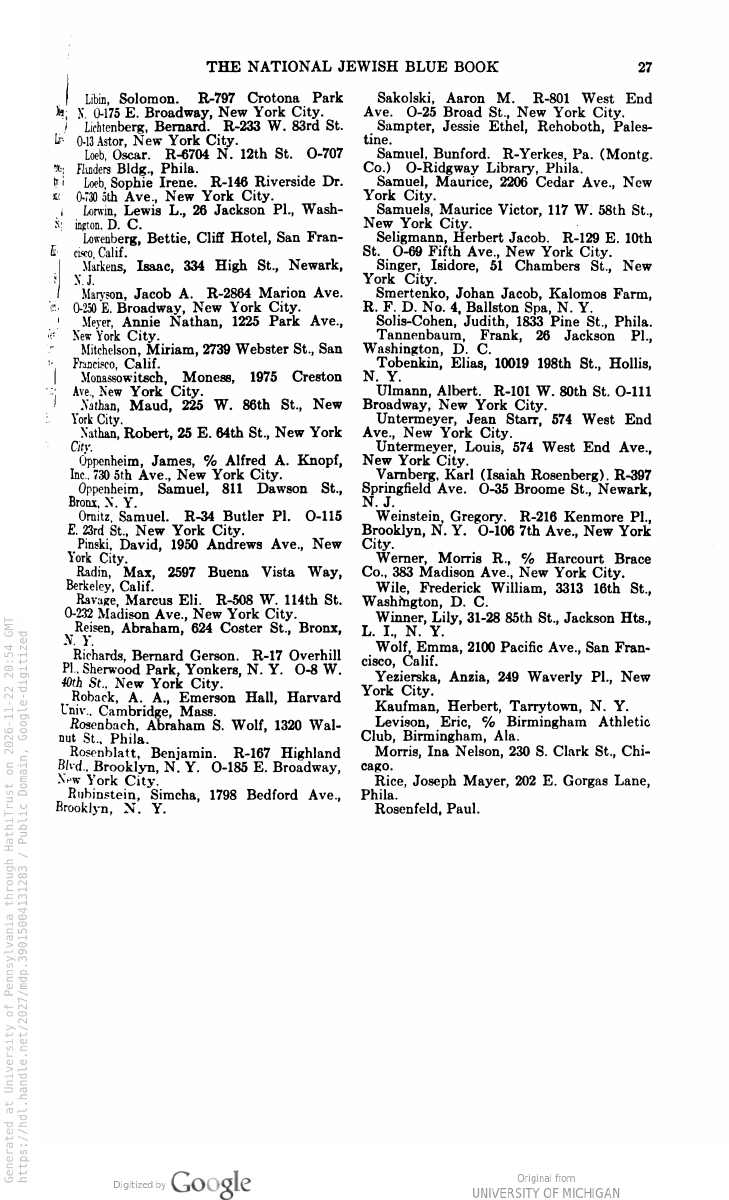 THE NATIONAL JEWISH BLUE BOOK 27
Libin, Solomon. R-797 Crotona Park
N. O-175 E. Broadway, New York City.
Lichtenberg, Bernard. R-233 W. 83rd St.
O-13 Astor, New York City.
Loeb, Oscar. R-6704 N. 12th St. O-707
Flinders Bldg., Phila.
Loeb, Sophie Irene. R-146 Riverside Dr.
O-730 5th Ave., New York City.
Lorwin, Lewis L., 26 Jackson Pl., Wash-
ington, D. C.
Lowenberg, Bettie, Cliff Hotel, San Fran-
cisco, Calif.
Markens, Isaac, 334 High St., Newark,
N. J.
Maryson, Jacob A. R-2864 Marion Ave.
O-250 E. Broadway, New York City.
Meyer, Annie Nathan, 1225 Park Ave.,
New York City.
Mitchelson, Miriam, 2739 Webster St., San
Francisco, Calif.
Monassowitsch, Moness, 1975 Creston
Ave., New York City.
Nathan, Maud, 225 W. 86th St., New
York City.
Nathan, Robert, 25 E. 64th St., New York
City.
Oppenheim, James, % Alfred A. Knopf,
Inc., 730 5th Ave., New York City.
Oppenheim, Samuel, 811 Dawson St.,
Bronx, N. Y.
Ornitz, Samuel. R-34 Butler Pl. O-115
E. 23rd St., New York City.
Pinski, David, 1950 Andrews Ave., New
York City.
Radin, Max, 2597 Buena Vista Way,
Berkeley, Calif.
Ravage, Marcus Eli. R-508 W. 114th St.
O-232 Madison Ave., New York City.
Reisen, Abraham, 624 Coster St., Bronx,
N. Y.
Richards, Bernard Gerson. R-17 Overhill
Pl., Sherwood Park, Yonkers, N. Y. O-8 W.
40th St., New York City.
Roback, A. A., Emerson Hall, Harvard
Univ., Cambridge, Mass.
Rosenbach, Abraham S. Wolf, 1320 Wal-
nut St., Phila.
Rosenblatt, Benjamin. R-167 Highland
Blvd., Brooklyn, N. Y. O-185 E. Broadway,
New York City.
Rubinstein, Simcha, 1798 Bedford Ave.,
Brooklyn, N. Y.
Sakolski, Aaron M. R-801 West End
Ave. O-25 Broad St., New York City.
Sampter, Jessie Ethel, Rehoboth, Pales-
tine.
Samuel, Bunford. R-Yerkes, Pa. (Montg.
Co.) O-Ridgway Library, Phila.
Samuel, Maurice, 2206 Cedar Ave., New
York City.
Samuels, Maurice Victor, 117 W. 58th St.,
New York City.
Seligmann, Herbert Jacob. R-129 E. 10th
St. O-69 Fifth Ave., New York City.
Singer, Isidore, 51 Chambers St., New
York City.
Smertenko, Johan Jacob, Kalomos Farm,
R. F. D. No. 4, Ballston Spa, N. Y.
Solis-Cohen, Judith, 1833 Pine St., Phila.
Tannenbaum, Frank, 26 Jackson Pl.,
Washington, D. C.
Tobenkin, Elias, 10019 198th St., Hollis,
N. Y.
Ulmann, Albert. R-101 W. 80th St. O-111
Broadway, New York City.
Untermeyer, Jean Starr, 574 West End
Ave., New York City.
Untermeyer, Louis, 574 West End Ave.,
New York City.
Varnberg, Karl (Isaiah Rosenberg). R-397
Springfield Ave. O-35 Broome St., Newark,
N. J.
Weinstein, Gregory. R-216 Kenmore Pl.,
Brooklyn, N. Y. O-106 7th Ave., New York
City.
Werner, Morris R., % Harcourt Brace
Co., 383 Madison Ave., New York City.
Wile, Frederick William, 3313 16th St.,
Washington, D. C.
Winner, Lily, 31-28 85th St., Jackson Hts.,
L. I., N. Y.
Wolf, Emma, 2100 Pacific Ave., San Fran-
cisco, Calif.
Yezierska, Anzia, 249 Waverly Pl., New
York City.
Kaufman, Herbert, Tarrytown, N. Y.
Levison, Eric, % Birmingham Athletic
Club, Birmingham, Ala.
Morris, Ina Nelson, 230 S. Clark St., Chi-
cago.
Rice, Joseph Mayer, 202 E. Gorgas Lane,
Phila.
Rosenfeld, Paul.
Generated at University of Pennsylvania through HathiTrust on 2026-11-22 20:54 GMT
https://hdl.handle.net/2027/mdp.39015004131283 / Public Domain, Google-digitized
Digitized by Google
Original from
UNIVERSITY OF MICHIGAN